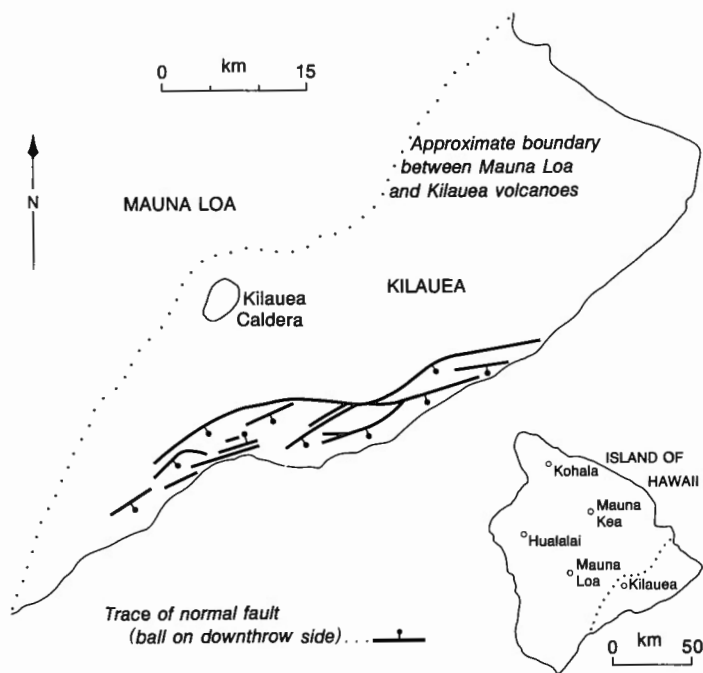 km
0 15
N
Approximate boundary
between Mauna Loa
and Kilauea volcanoes
MAUNA LOA
KILAUEA
Kilauea
Caldera
ISLAND OF
HAWAII
Kohala
Mauna
Kea
Hualalai
Mauna
Loa
Kilauea
km
0 50
Trace of normal fault
(ball on downthrow side)...